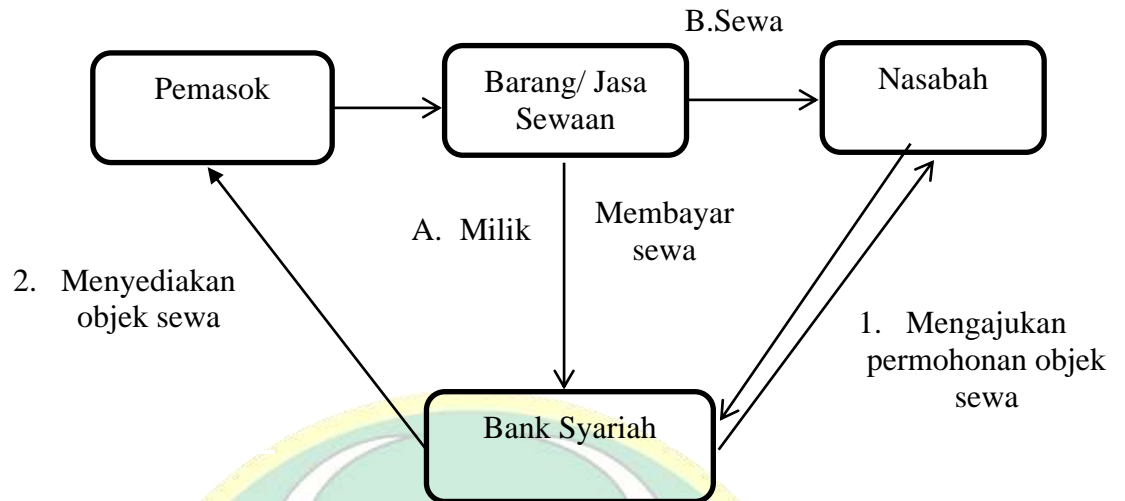 B.Sewa
Pemasok
Barang/ Jasa
Sewaan
Nasabah
A. Milik
Membayar
sewa
2. Menyediakan
objek sewa
1. Mengajukan
permohonan objek
sewa
Bank Syariah